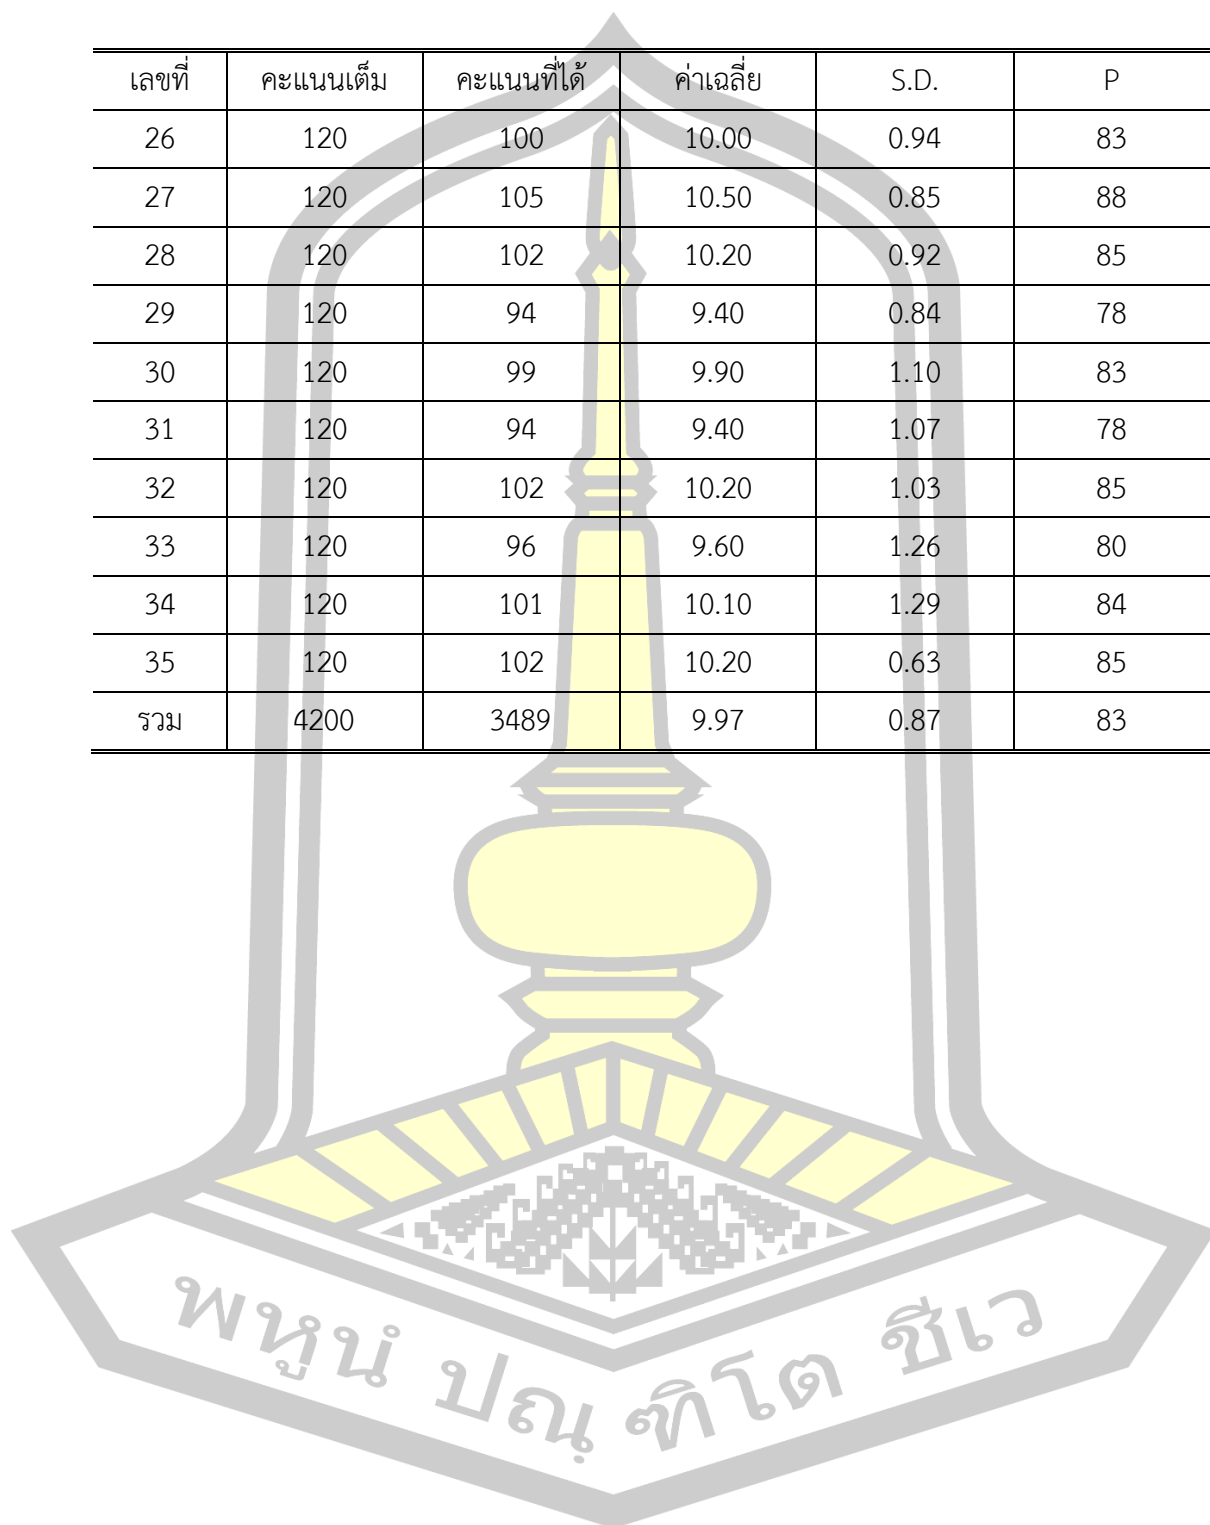 เลขที่ คะแนนเต็ม คะแนนที่ได้ ค่าเฉลี่ย S.D. P
26 120 100 10.00 0.94 83
27 120 105 10.50 0.85 88
28 120 102 10.20 0.92 85
29 120 94 9.40 0.84 78
30 120 99 9.90 1.10 83
31 120 94 9.40 1.07 78
32 120 102 10.20 1.03 85
33 120 96 9.60 1.26 80
34 120 101 10.10 1.29 84
35 120 102 10.20 0.63 85
รวม 4200 3489 9.97 0.87 83
พหูนํ ปณฺฑิโต ชีเว